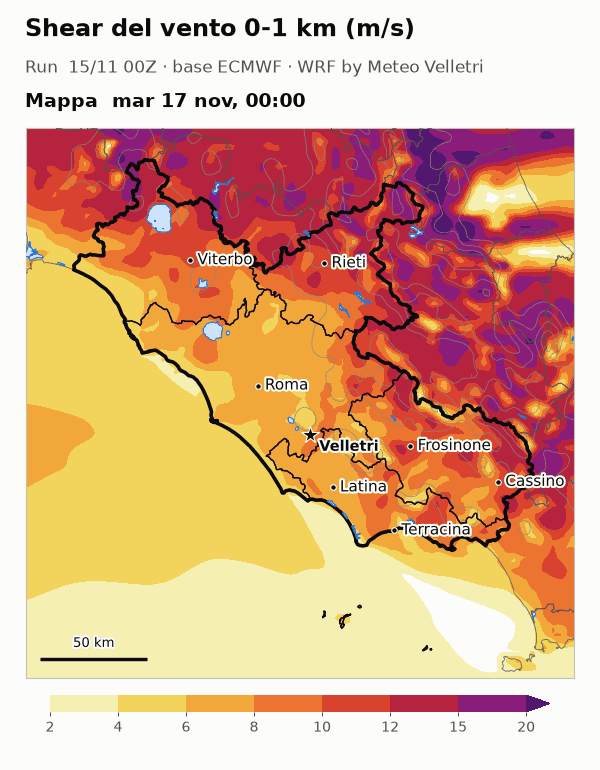 Shear del vento 0-1 km (m/s)
Run  15/11 00Z · base ECMWF · WRF by Meteo Velletri
Mappa  mar 17 nov, 00:00
Viterbo
Rieti
Roma
Velletri
Frosinone
Latina
Cassino
Terracina
50 km
2 4 6 8 10 12 15 20